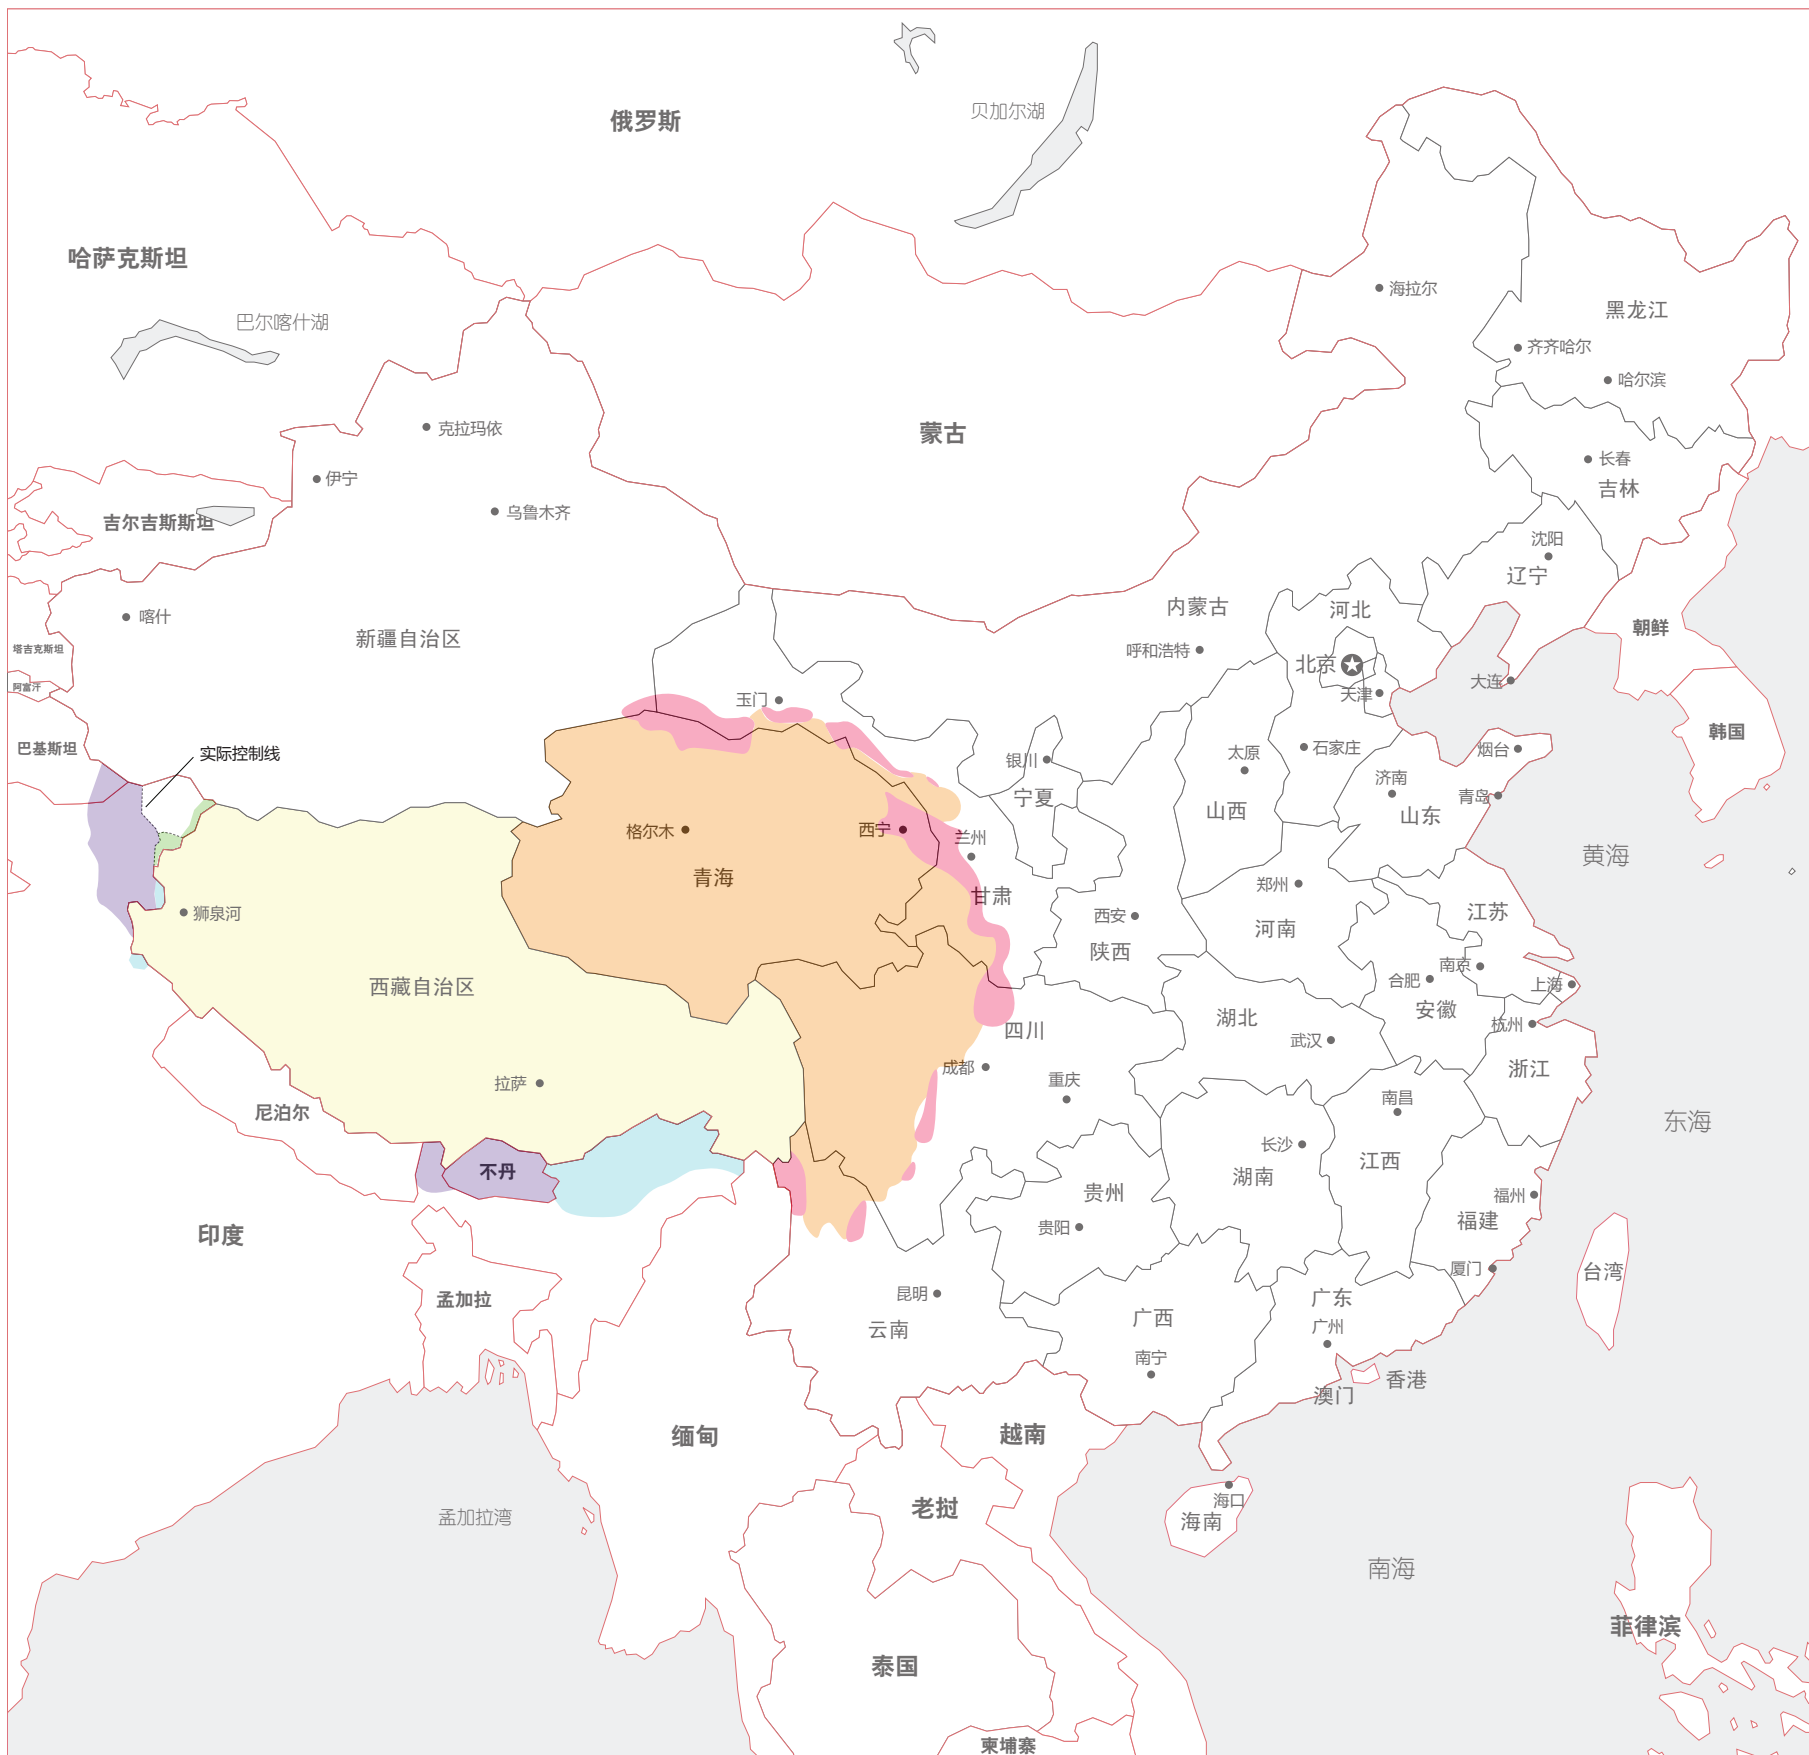 俄罗斯
贝加尔湖
哈萨克斯坦
海拉尔
黑龙江
巴尔喀什湖
齐齐哈尔
哈尔滨
克拉玛依
蒙古
长春
伊宁
吉林
乌鲁木齐
吉尔吉斯斯坦
沈阳
辽宁
内蒙古
河北
喀什
新疆自治区
朝鲜
塔吉克斯坦
呼和浩特
北京
阿富汗
天津
大连
玉门
韩国
巴基斯坦
实际控制线
太原
石家庄
烟台
银川
济南
宁夏
青岛
山西
山东
格尔木
西宁
兰州
黄海
青海
郑州
甘肃
江苏
狮泉河
西安
河南
陕西
南京
合肥
上海
西藏自治区
安徽
四川
湖北
杭州
武汉
成都
浙江
拉萨
重庆
南昌
尼泊尔
东海
长沙
江西
不丹
湖南
贵州
福州
印度
贵阳
福建
厦门
台湾
昆明
孟加拉
广东
云南
广西
广州
南宁
香港
澳门
缅甸
越南
海口
老挝
孟加拉湾
海南
南海
菲律宾
泰国
柬埔寨